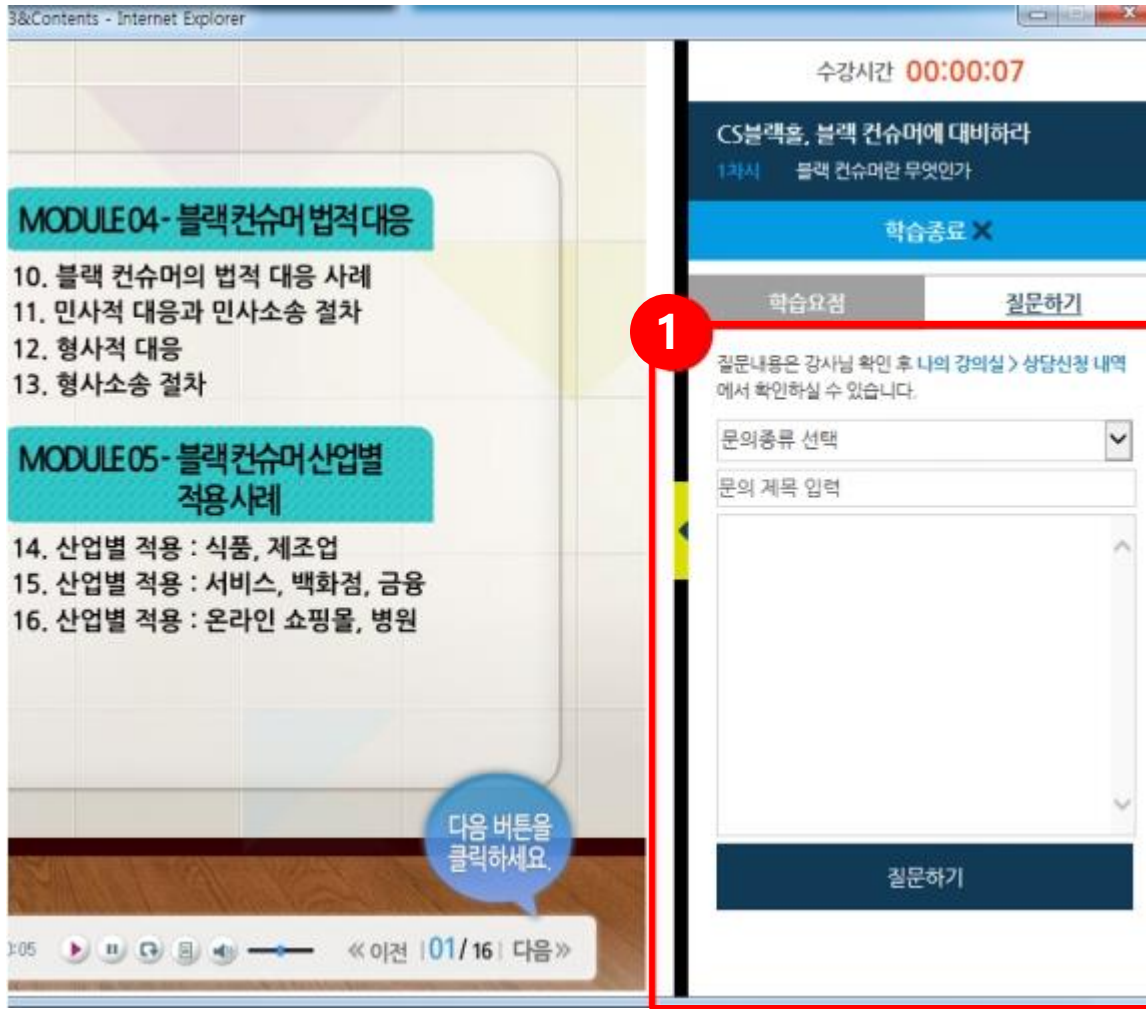 3&Contents - Internet Explorer
MODULE 04 - 블랙 컨슈머 법적 대응
10. 블랙 컨슈머의 법적 대응 사례
11. 민사적 대응과 민사소송 절차
12. 형사적 대응
13. 형사소송 절차
MODULE 05 - 블랙 컨슈머 산업별
적용 사례
14. 산업별 적용 : 식품, 제조업
15. 산업별 적용 : 서비스, 백화점, 금융
16. 산업별 적용 : 온라인 쇼핑몰, 병원
다음 버튼을
클릭하세요.
:05
≪ 이전 | 01 / 16 | 다음 ≫
수강시간 00:00:07
CS블랙홀, 블랙 컨슈머에 대비하라
1차시 블랙 컨슈머란 무엇인가
학습종료 X
학습요점 질문하기
1
질문내용은 강사님 확인 후 나의 강의실 > 상담신청 내역
에서 확인하실 수 있습니다.
문의종류 선택
문의 제목 입력
질문하기